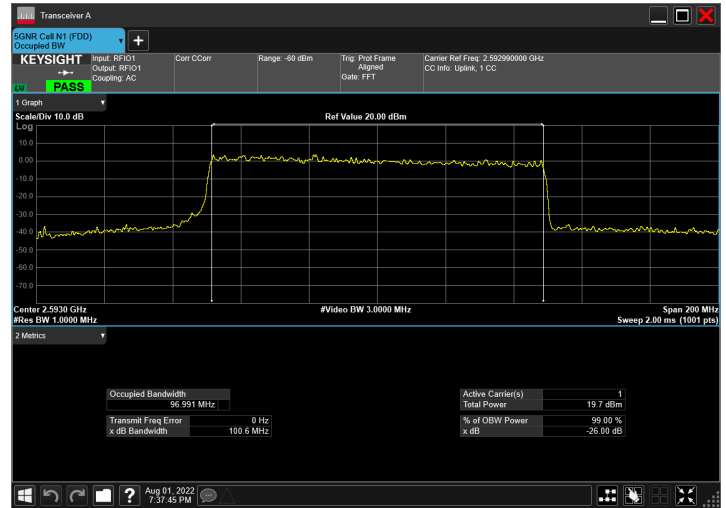 Transceiver A
5GNR Cell N1 (FDD)
Occupied BW
KEYSIGHT
PASS
Input: RFIO1
Output: RFIO1
Coupling: AC
Corr CCorr
Range: -60 dBm
Trig: Prot Frame
Aligned
Gate: FFT
Carrier Ref Freq: 2.592990000 GHz
CC Info: Uplink, 1 CC
1 Graph
Scale/Div 10.0 dB
Ref Value 20.00 dBm
Log
10.0
0.00
-10.0
-20.0
-30.0
-40.0
-50.0
-60.0
-70.0
Center 2.5930 GHz
#Video BW 3.0000 MHz
Span 200 MHz
#Res BW 1.0000 MHz
Sweep 2.00 ms (1001 pts)
2 Metrics
Occupied Bandwidth
96.991 MHz
Transmit Freq Error 0 Hz
x dB Bandwidth 100.6 MHz
Active Carrier(s) 1
Total Power 19.7 dBm
% of OBW Power 99.00 %
x dB -26.00 dB
?
Aug 01, 2022
7:37:45 PM